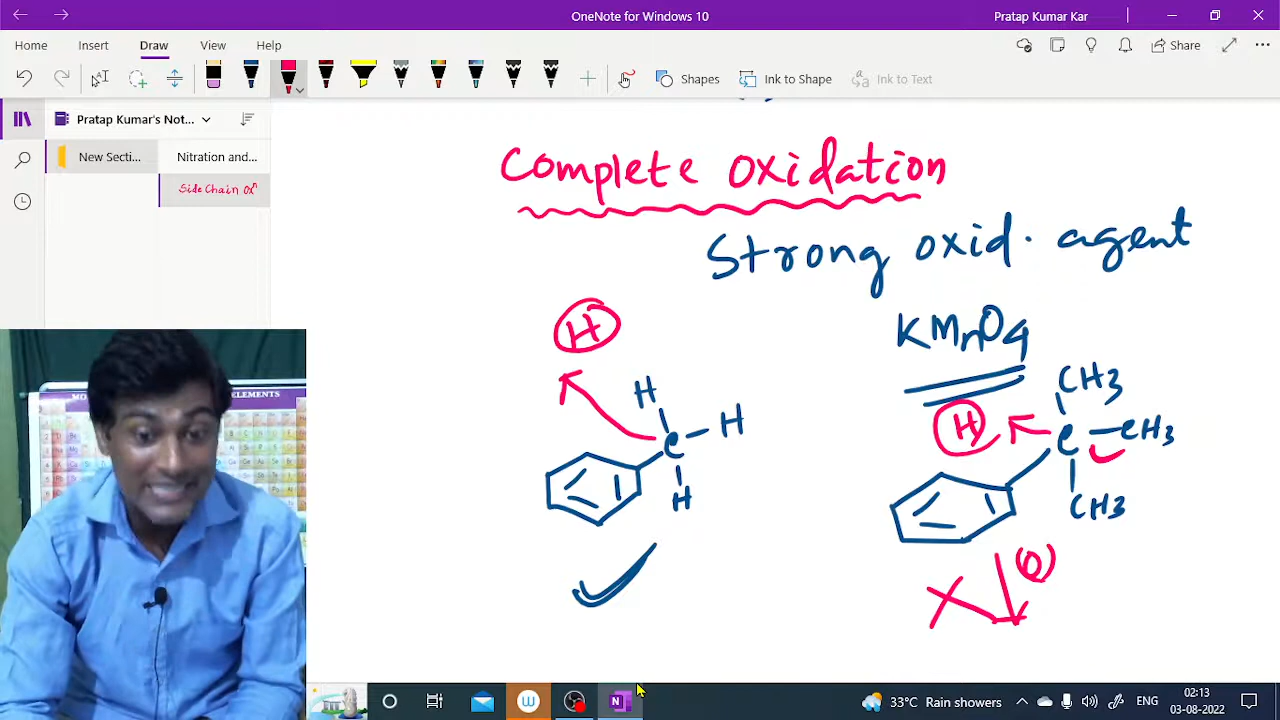 OneNote for Windows 10
Pratap Kumar Kar
Home Insert Draw View Help
Share
Shapes
Ink to Shape
Ink to Text
Pratap Kumar's Not...
New Secti...
Nitration and...
Side Chain oxⁿ
Complete oxidation
Strong oxid. agent
KMnO4
H
H
H
C
H
CH3
H
C
CH3
CH3
(O)
ELEMENTS
W
N
33°C Rain showers
ENG
02:13
03-08-2022